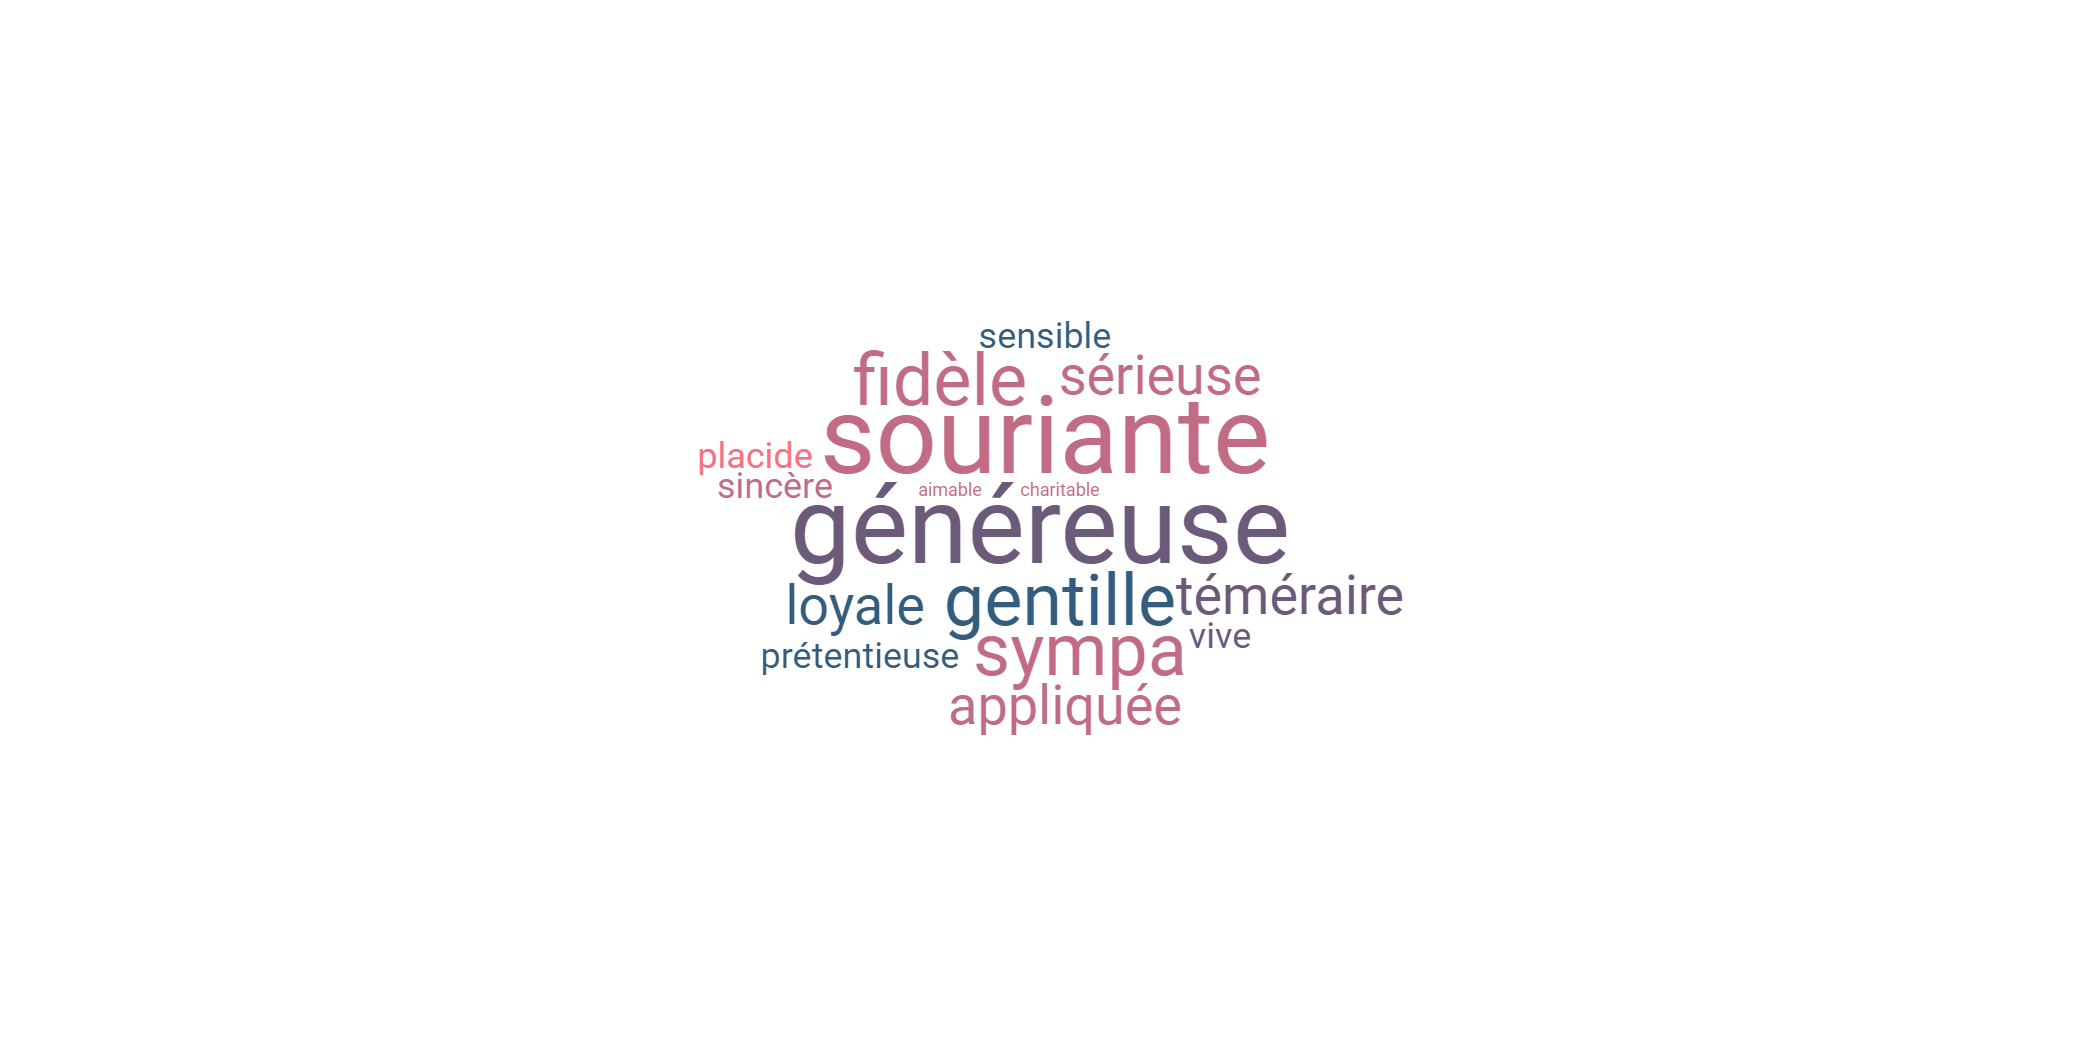 sensible
fidèle sérieuse
souriante
placide
sincère aimable charitable
généreuse
loyale gentille téméraire
vive
prétentieuse sympa
appliquée